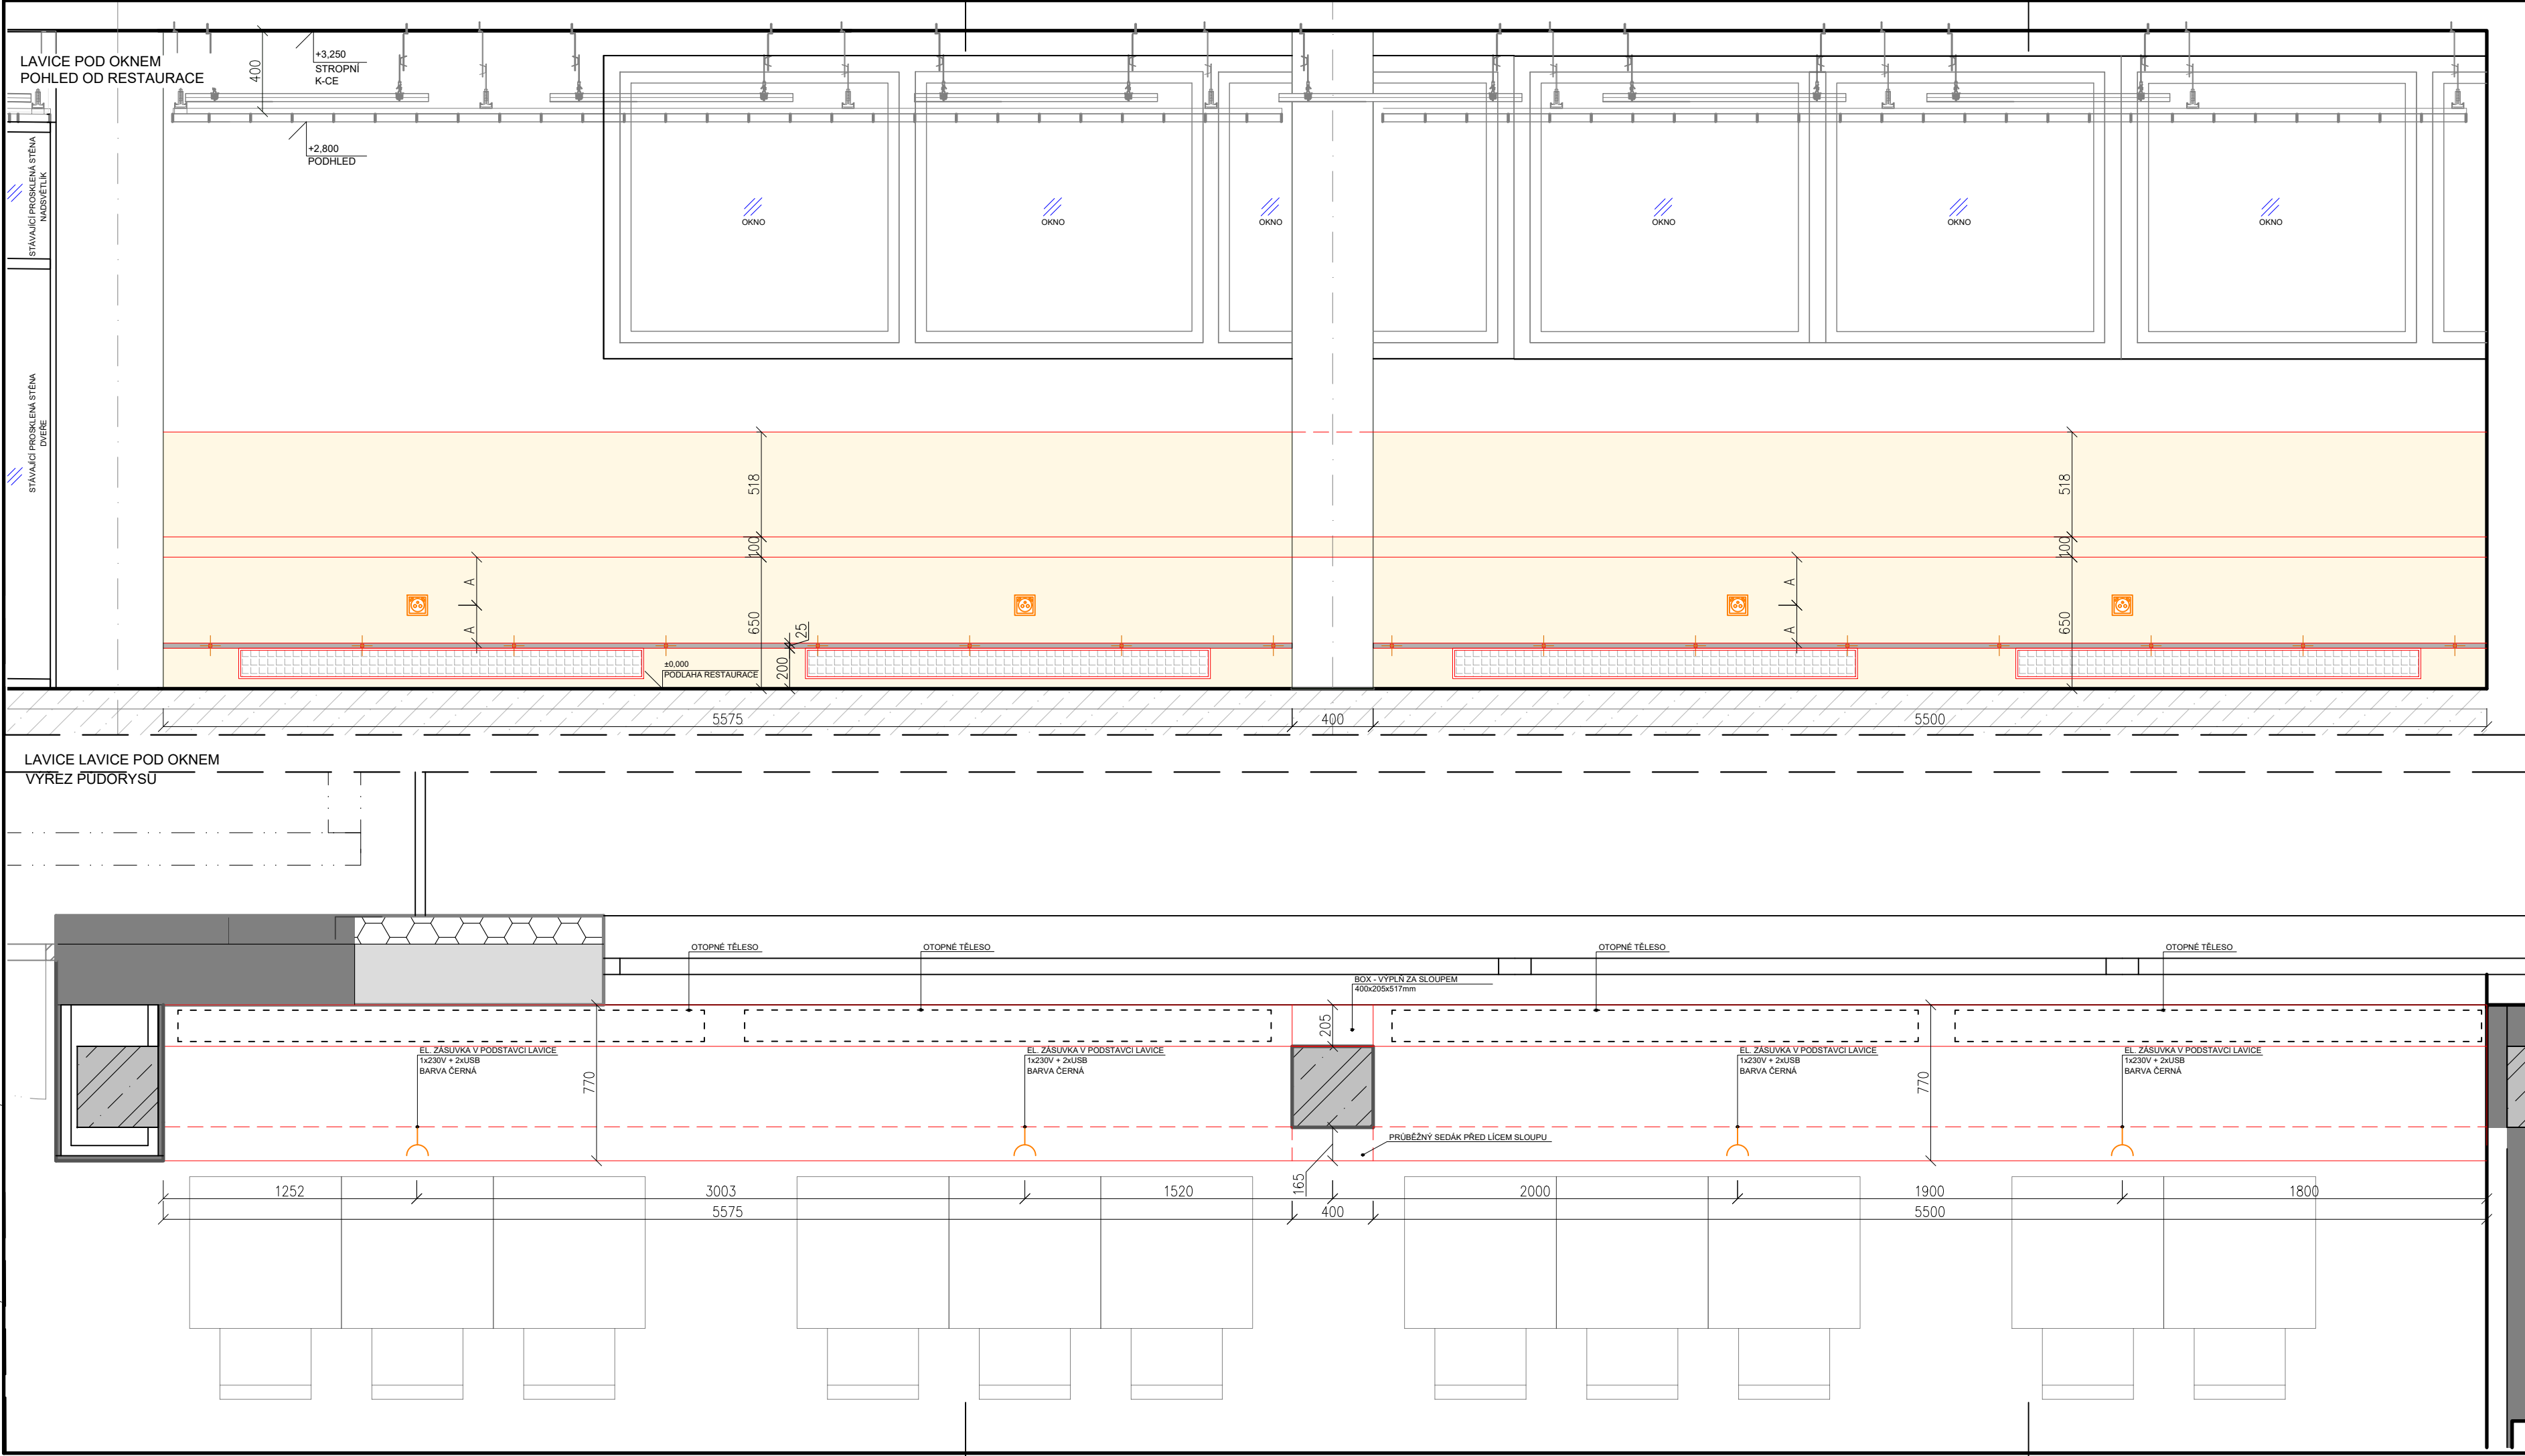 LAVICE POD OKNEM
POHLED OD RESTAURACE
400
+3,250
STROPNÍ
K-CE
+2,800
PODHLED
STÁVAJÍCÍ PROSKLENÁ STĚNA
NADSVĚTLÍK
STÁVAJÍCÍ PROSKLENÁ STĚNA
DVEŘE
OKNO
OKNO
OKNO
OKNO
OKNO
OKNO
518
100
650
A
A
25
200
±0,000
PODLAHA RESTAURACE
518
100
650
A
A
5575
400
5500
LAVICE LAVICE POD OKNEM
VÝŘEZ PŮDORYSU
OTOPNÉ TĚLESO
OTOPNÉ TĚLESO
OTOPNÉ TĚLESO
OTOPNÉ TĚLESO
BOX - VÝPLŇ ZA SLOUPEM
400x205x517mm
205
770
770
EL. ZÁSUVKA V PODSTAVCI LAVICE
1x230V + 2xUSB
BARVA ČERNÁ
EL. ZÁSUVKA V PODSTAVCI LAVICE
1x230V + 2xUSB
BARVA ČERNÁ
EL. ZÁSUVKA V PODSTAVCI LAVICE
1x230V + 2xUSB
BARVA ČERNÁ
EL. ZÁSUVKA V PODSTAVCI LAVICE
1x230V + 2xUSB
BARVA ČERNÁ
PRŮBĚŽNÝ SEDÁK PŘED LÍCEM SLOUPU
165
1252
3003
1520
2000
1900
1800
5575
400
5500